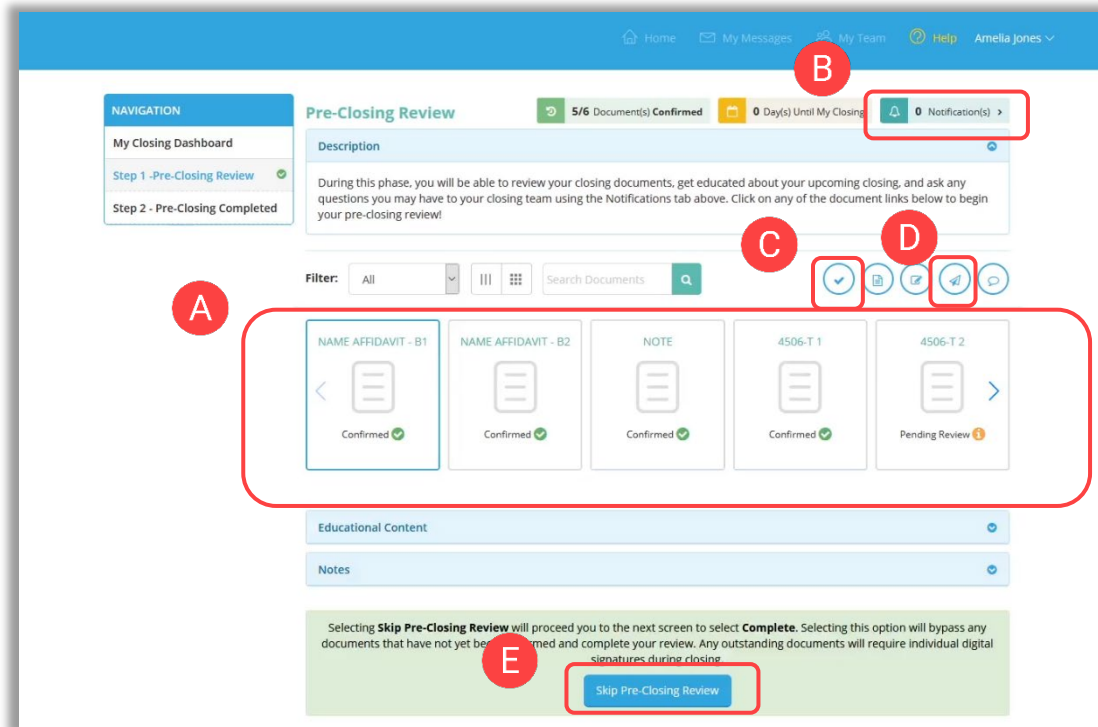 Home My Messages My Team Help Amelia Jones
B
NAVIGATION
My Closing Dashboard
Step 1 -Pre-Closing Review
Step 2 - Pre-Closing Completed
Pre-Closing Review
5/6 Document(s) Confirmed
0 Day(s) Until My Closing
0 Notification(s) >
Description
During this phase, you will be able to review your closing documents, get educated about your upcoming closing, and ask any
questions you may have to your closing team using the Notifications tab above. Click on any of the document links below to begin
your pre-closing review!
C
D
Filter: All
Search Documents
A
NAME AFFIDAVIT - B1
Confirmed
NAME AFFIDAVIT - B2
Confirmed
NOTE
Confirmed
4506-T 1
Confirmed
4506-T 2
Pending Review
Educational Content
Notes
Selecting Skip Pre-Closing Review will proceed you to the next screen to select Complete. Selecting this option will bypass any
documents that have not yet be rmed and complete your review. Any outstanding documents will require individual digital
signatures during closing
E
Skip Pre-Closing Review